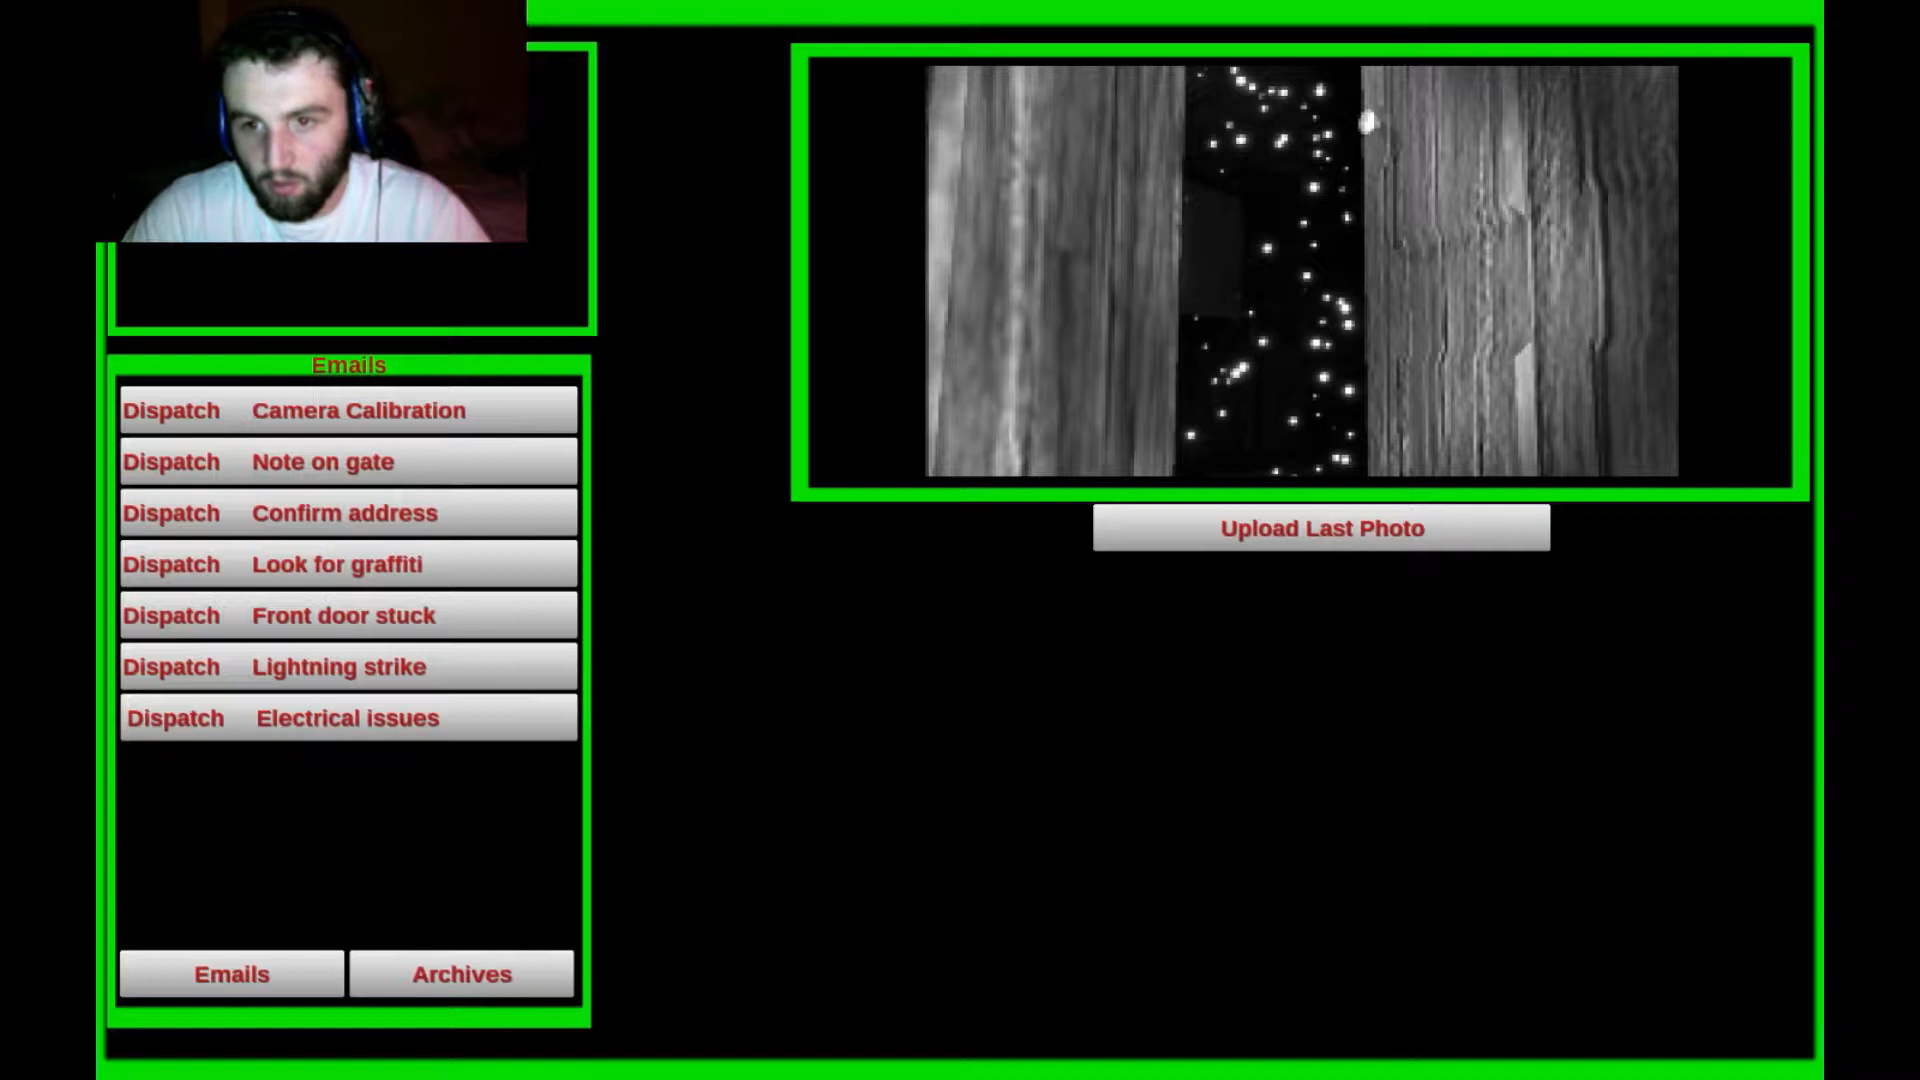 Emails
Dispatch Camera Calibration
Dispatch Note on gate
Dispatch Confirm address
Dispatch Look for graffiti
Dispatch Front door stuck
Dispatch Lightning strike
Dispatch Electrical issues
Emails Archives
Upload Last Photo